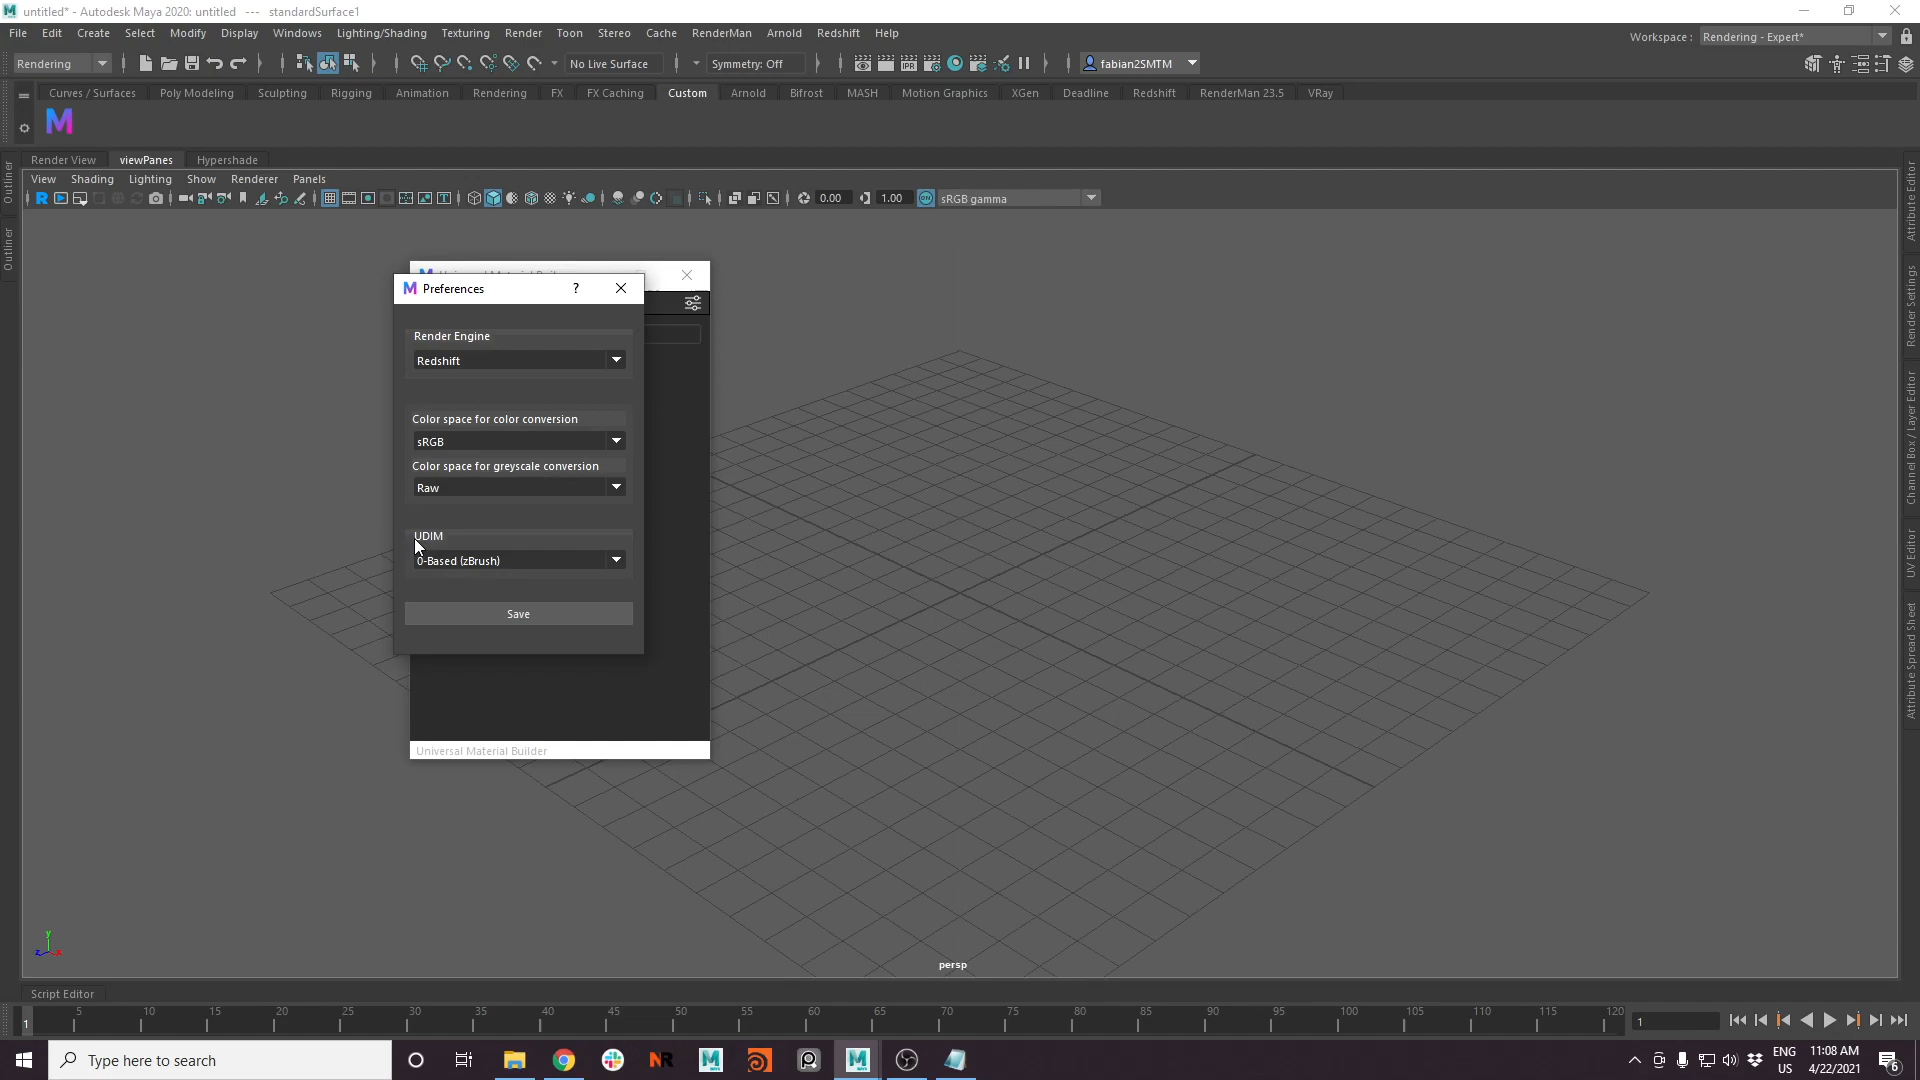 untitled* - Autodesk Maya 2020: untitled --- standardSurface1
File Edit Create Select Modify Display Windows Lighting/Shading Texturing Render Toon Stereo Cache RenderMan Arnold Redshift Help
Workspace : Rendering - Expert*
Rendering No Live Surface Symmetry: Off fabian2SMTM
Curves / Surfaces Poly Modeling Sculpting Rigging Animation Rendering FX FX Caching Custom Arnold Bifrost MASH Motion Graphics XGen Deadline Redshift RenderMan 23.5 VRay
M
Render View viewPanes Hypershade
View Shading Lighting Show Renderer Panels
0.00 1.00 ON sRGB gamma
Outliner
Outliner
Preferences
Render Engine
Redshift
Color space for color conversion
sRGB
Color space for greyscale conversion
Raw
UDIM
0-Based (zBrush)
Save
Universal Material Builder
persp
y
z x
Attribute Editor
Render Settings
Channel Box / Layer Editor
UV Editor
Attribute Spread Sheet
Script Editor
5 10 15 20 25 30 35 40 45 50 55 60 65 70 75 80 85 90 95 100 105 110 115 120
1 1
Type here to search
ENG
US
11:08 AM
4/22/2021
6